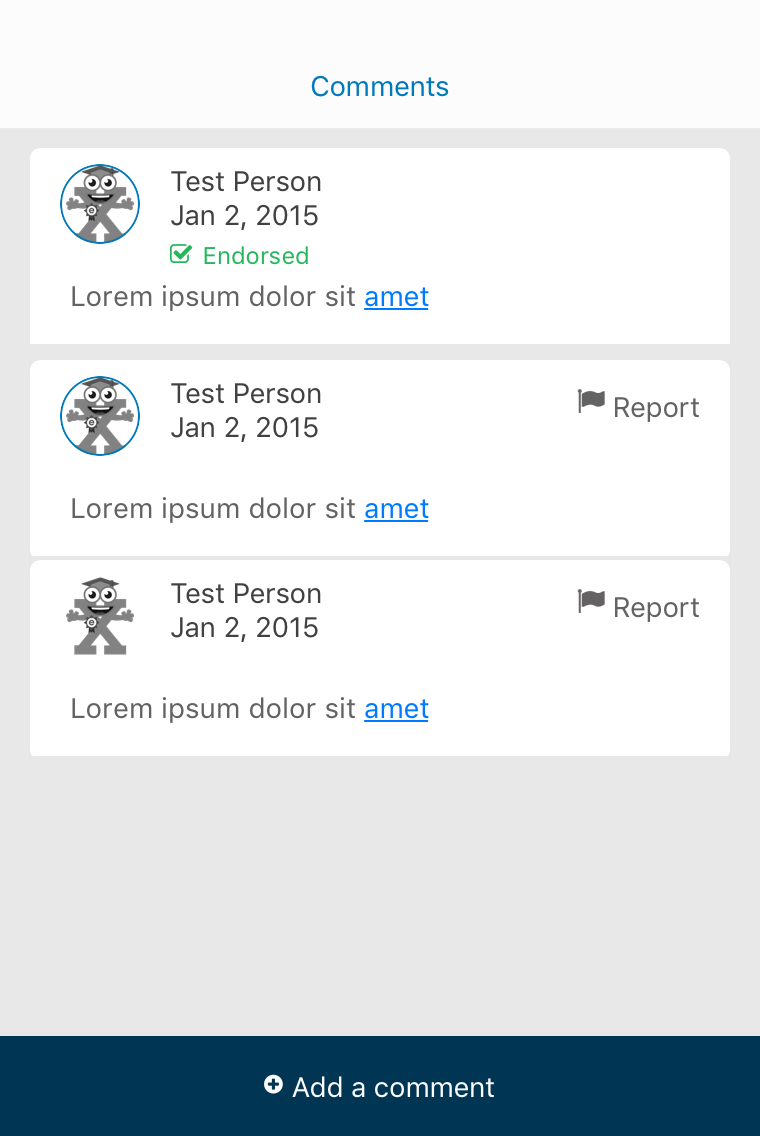 Comments
Test Person
Jan 2, 2015
Endorsed
Lorem ipsum dolor sit amet
Test Person
Jan 2, 2015
Report
Lorem ipsum dolor sit amet
Test Person
Jan 2, 2015
Report
Lorem ipsum dolor sit amet
Add a comment